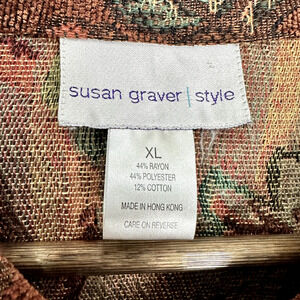 susan graver | style
XL
44% RAYON
44% POLYESTER
12% COTTON
MADE IN HONG KONG
CARE ON REVERSE